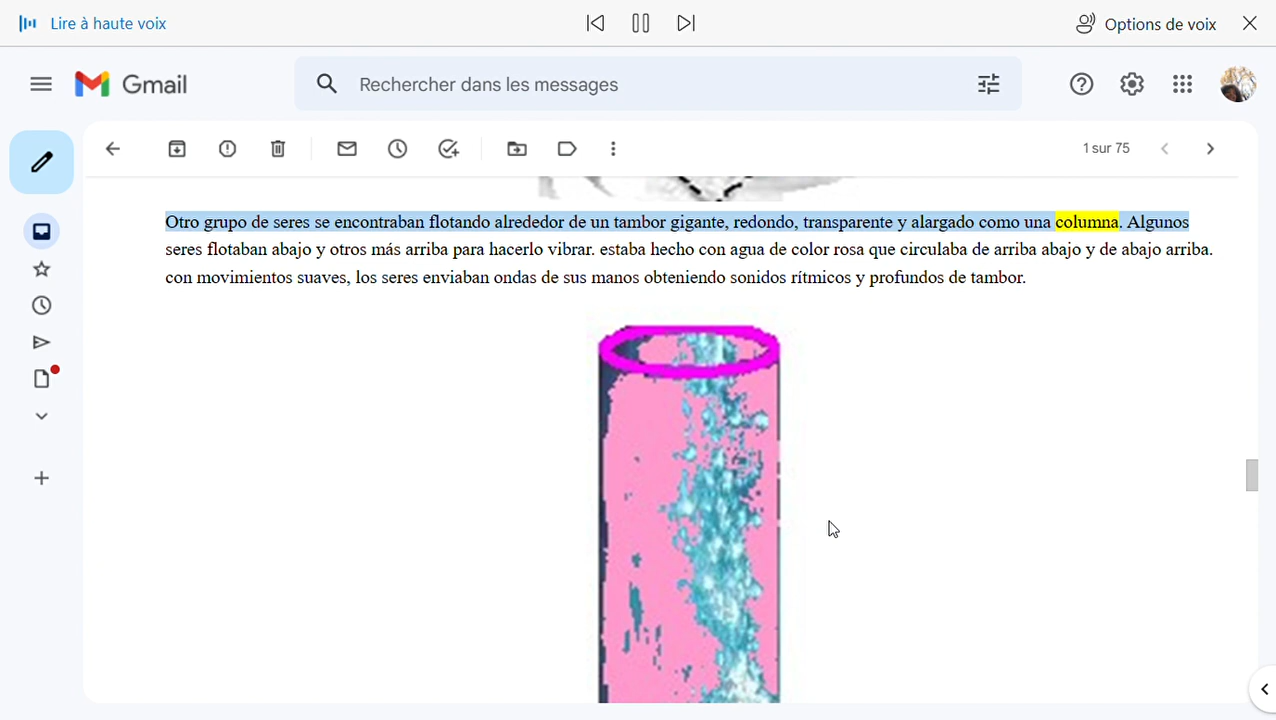 Lire à haute voix
Options de voix
Gmail
Rechercher dans les messages
1 sur 75
Otro grupo de seres se encontraban flotando alrededor de un tambor gigante, redondo, transparente y alargado como una columna. Algunos
seres flotaban abajo y otros más arriba para hacerlo vibrar. estaba hecho con agua de color rosa que circulaba de arriba abajo y de abajo arriba.
con movimientos suaves, los seres enviaban ondas de sus manos obteniendo sonidos rítmicos y profundos de tambor.